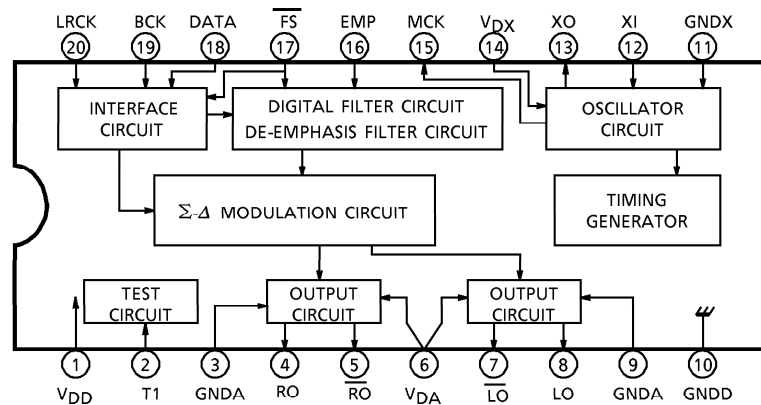 LRCK BCK DATA F̅S̅ EMP MCK VDX XO XI GNDX
20 19 18 17 16 15 14 13 12 11
INTERFACE
CIRCUIT
DIGITAL FILTER CIRCUIT
DE-EMPHASIS FILTER CIRCUIT
OSCILLATOR
CIRCUIT
Σ-Δ MODULATION CIRCUIT
TIMING
GENERATOR
TEST
CIRCUIT
OUTPUT
CIRCUIT
OUTPUT
CIRCUIT
1 2 3 4 5 6 7 8 9 10
VDD T1 GNDA RO R̅O̅ VDA L̅O̅ LO GNDA GNDD